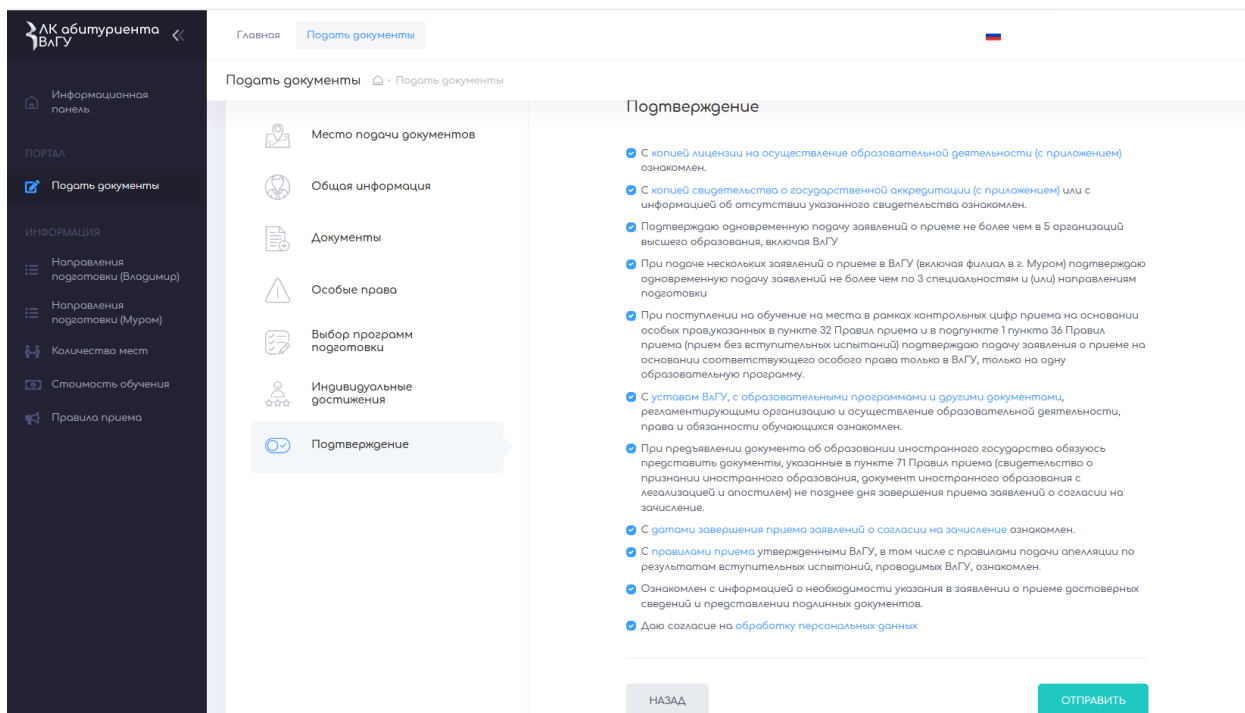 ЛК абитуриента
ВлГУ
Главная
Подать документы
Подать документы
Подать документы
Информационная
панель
ПОРТАЛ
Подать документы
ИНФОРМАЦИЯ
Направления
подготовки (Владимир)
Направления
подготовки (Муром)
Количество мест
Стоимость обучения
Правила приема
Место подачи документов
Общая информация
Документы
Особые права
Выбор программ
подготовки
Индивидуальные
достижения
Подтверждение
Подтверждение
С копией лицензии на осуществление образовательной деятельности (с приложением)
ознакомлен.
С копией свидетельства о государственной аккредитации (с приложением) или с
информацией об отсутствии указанного свидетельства ознакомлен.
Подтверждаю одновременную подачу заявлений о приеме не более чем в 5 организаций
высшего образования, включая ВлГУ
При подаче нескольких заявлений о приеме в ВлГУ (включая филиал в г. Муром) подтверждаю
одновременную подачу заявлений не более чем по 3 специальностям и (или) направлениям
подготовки
При поступлении на обучение на места в рамках контрольных цифр приема на основании
особых прав,указанных в пункте 32 Правил приема и в подпункте 1 пункта 36 Правил
приема (прием без вступительных испытаний) подтверждаю подачу заявления о приеме на
основании соответствующего особого права только в ВлГУ, только на одну
образовательную программу.
С уставом ВлГУ, с образовательными программами и другими документами,
регламентирующими организацию и осуществление образовательной деятельности,
права и обязанности обучающихся ознакомлен.
При предъявлении документа об образовании иностранного государства обязуюсь
представить документы, указанные в пункте 71 Правил приема (свидетельство о
признании иностранного образования, документ иностранного образования с
легализацией и апостилем) не позднее дня завершения приема заявлений о согласии на
зачисление.
С датами завершения приема заявлений о согласии на зачисление ознакомлен.
С правилами приема утвержденными ВлГУ, в том числе с правилами подачи апелляции по
результатам вступительных испытаний, проводимых ВлГУ, ознакомлен.
Ознакомлен с информацией о необходимости указания в заявлении о приеме достоверных
сведений и представлении подлинных документов.
Даю согласие на обработку персональных данных
НАЗАД
ОТПРАВИТЬ